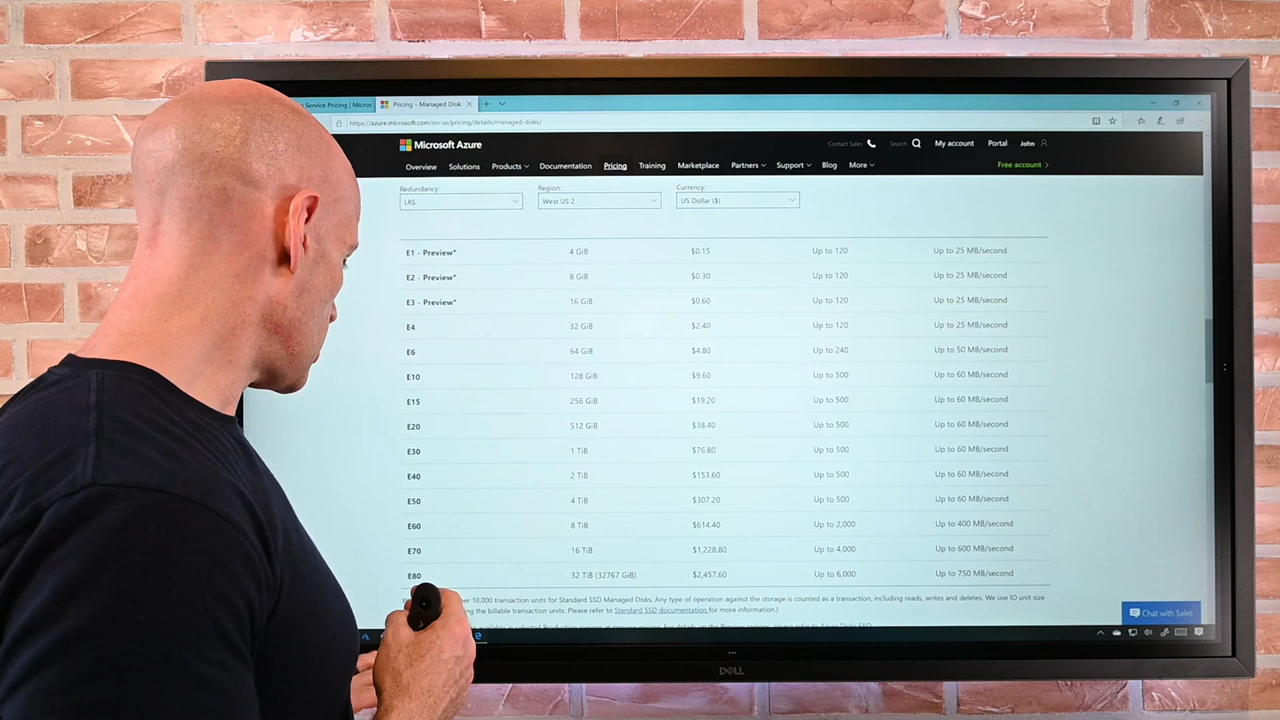 Service Pricing | Micros
Pricing - Managed Disk
https://azure.microsoft.com/en-us/pricing/details/managed-disks/
Microsoft Azure
Contact Sales Search My account Portal John
Overview Solutions Products Documentation Pricing Training Marketplace Partners Support Blog More Free account
Redundancy: Region: Currency:
LRS West US 2 US Dollar ($)
E1 - Preview* 4 GiB $0.15 Up to 120 Up to 25 MB/second
E2 - Preview* 8 GiB $0.30 Up to 120 Up to 25 MB/second
E3 - Preview* 16 GiB $0.60 Up to 120 Up to 25 MB/second
E4 32 GiB $2.40 Up to 120 Up to 25 MB/second
E6 64 GiB $4.80 Up to 240 Up to 50 MB/second
E10 128 GiB $9.60 Up to 500 Up to 60 MB/second
E15 256 GiB $19.20 Up to 500 Up to 60 MB/second
E20 512 GiB $38.40 Up to 500 Up to 60 MB/second
E30 1 TiB $76.80 Up to 500 Up to 60 MB/second
E40 2 TiB $153.60 Up to 500 Up to 60 MB/second
E50 4 TiB $307.20 Up to 500 Up to 60 MB/second
E60 8 TiB $614.40 Up to 2,000 Up to 400 MB/second
E70 16 TiB $1,228.80 Up to 4,000 Up to 600 MB/second
E80 32 TiB (32767 GiB) $2,457.60 Up to 6,000 Up to 750 MB/second
per 10,000 transaction units for Standard SSD Managed Disks. Any type of operation against the storage is counted as a transaction, including reads, writes and deletes. We use IO unit size
the billable transaction units. Please refer to Standard SSD documentation for more information.)
Chat with Sales
DELL